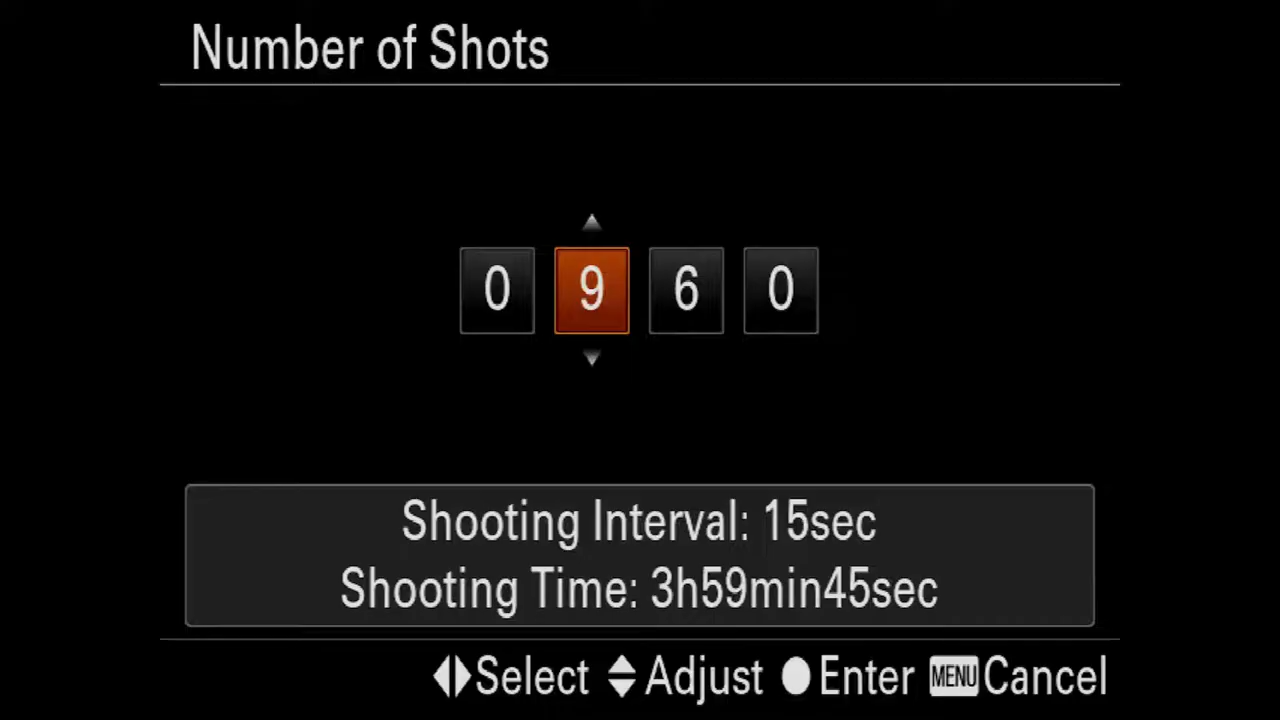 Number of Shots
0 9 6 0
Shooting Interval: 15sec
Shooting Time: 3h59min45sec
Select Adjust Enter MENU Cancel